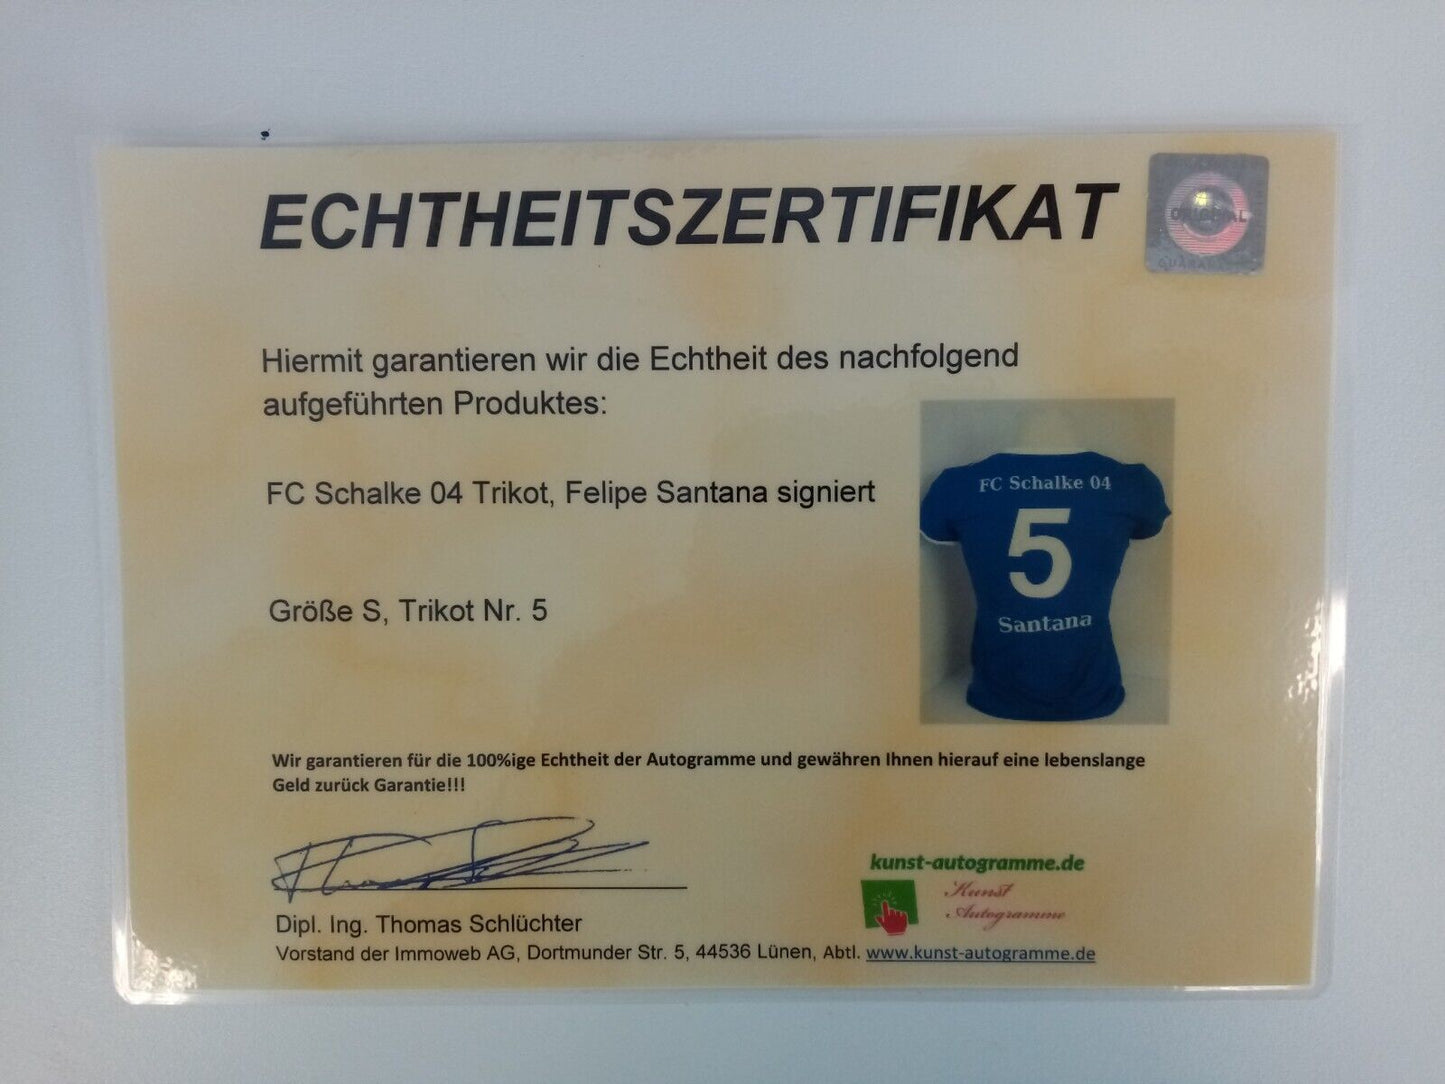 ECHTHEITSZERTIFIKAT
ORIGINAL
Hiermit garantieren wir die Echtheit des nachfolgend
aufgeführten Produktes:
FC Schalke 04 Trikot, Felipe Santana signiert
Größe S, Trikot Nr. 5
FC Schalke 04
5
Santana
Wir garantieren für die 100%ige Echtheit der Autogramme und gewähren Ihnen hierauf eine lebenslange
Geld zurück Garantie!!!
kunst-autogramme.de
Kunst
Autogramme
Dipl. Ing. Thomas Schlüchter
Vorstand der Immoweb AG, Dortmunder Str. 5, 44536 Lünen, Abtl. www.kunst-autogramme.de